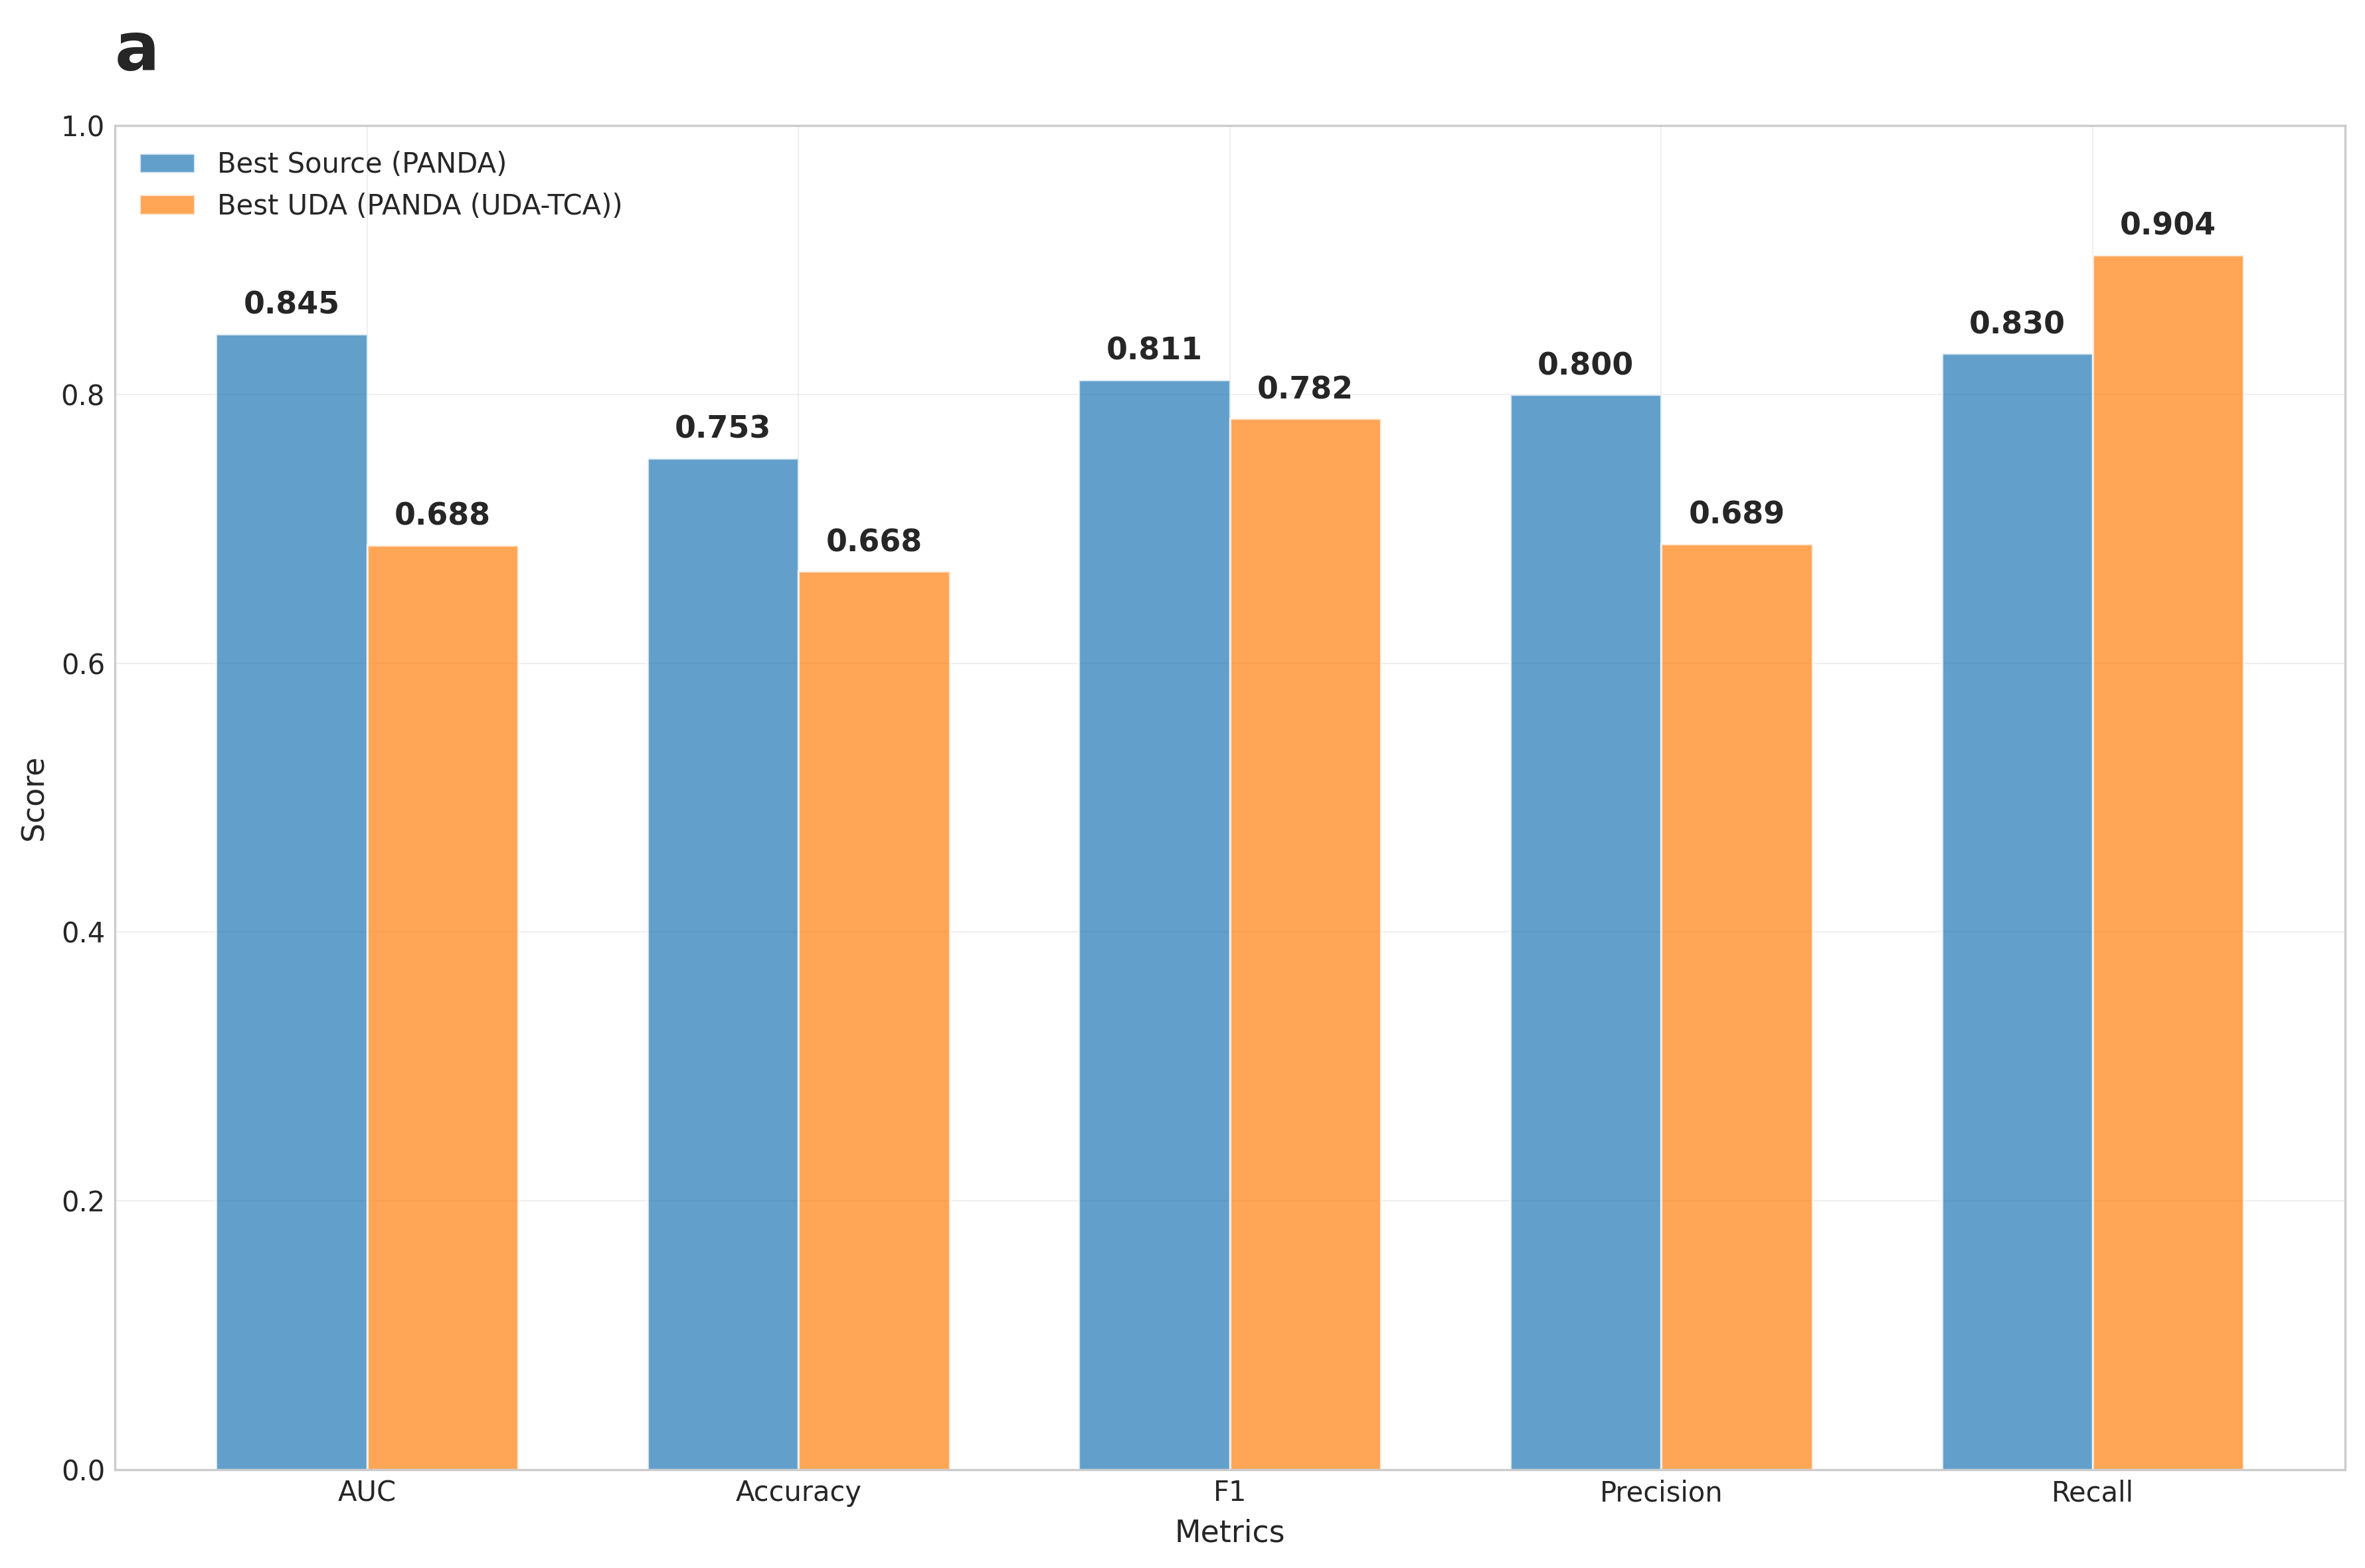 a
1.0
0.8
0.6
0.4
0.2
0.0
Score
Best Source (PANDA)
Best UDA (PANDA (UDA-TCA))
0.845
0.688
0.753
0.668
0.811
0.782
0.800
0.689
0.830
0.904
AUC
Accuracy
F1
Precision
Recall
Metrics